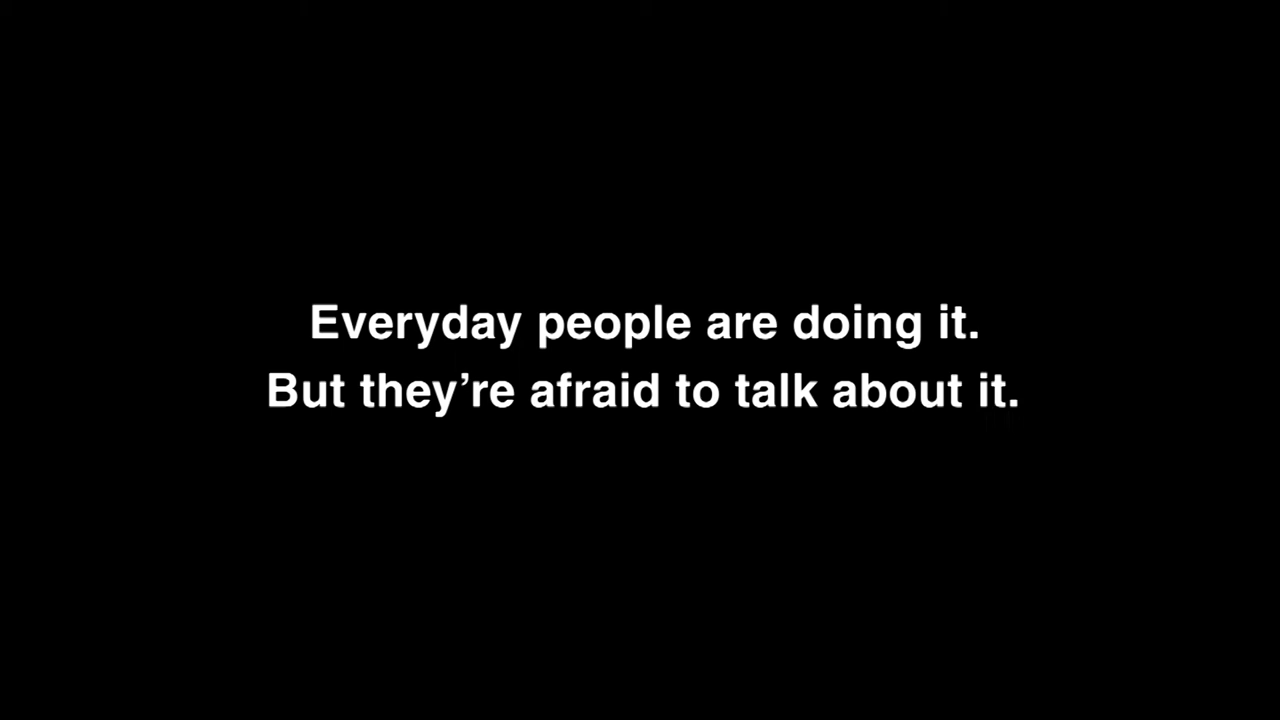 Everyday people are doing it.
But they’re afraid to talk about it.